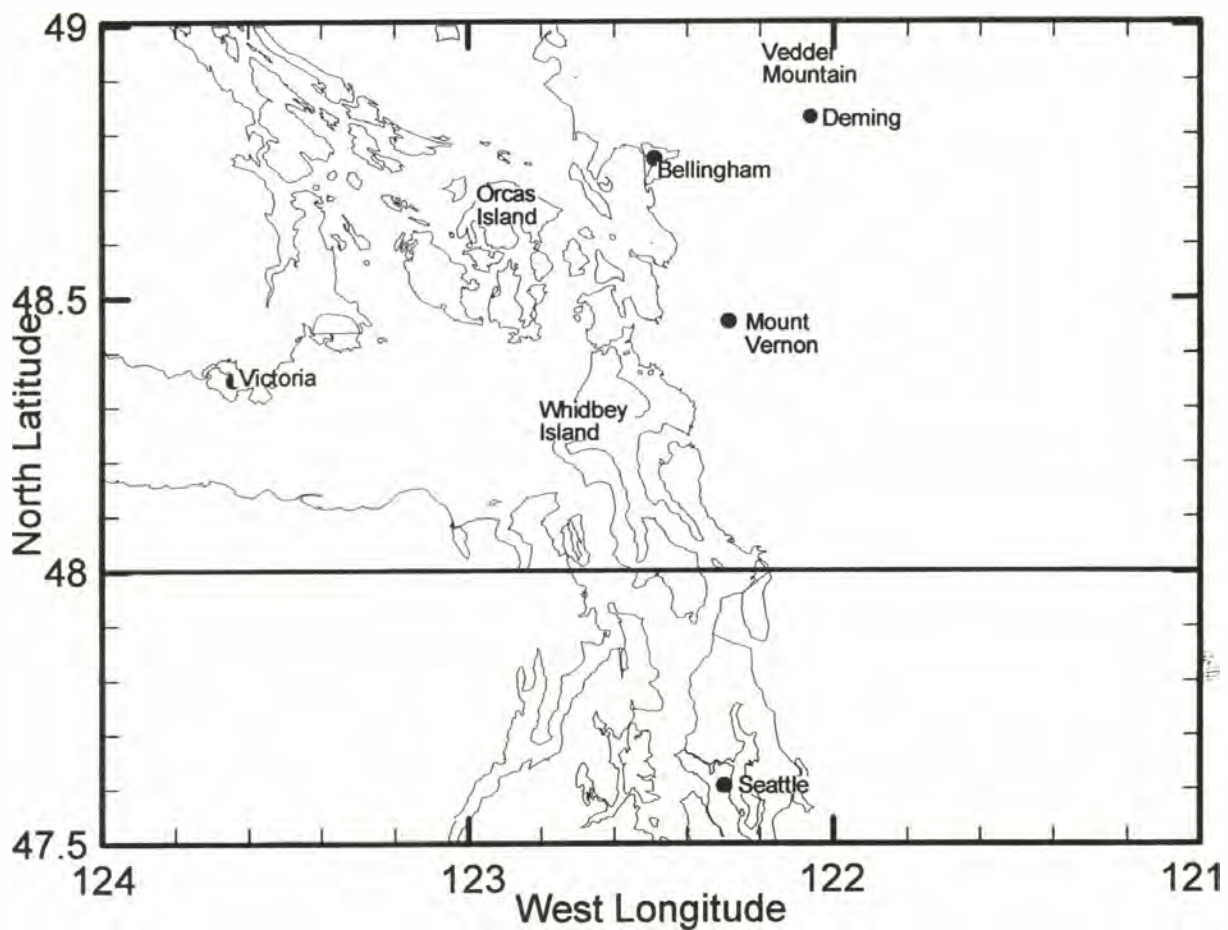 49
Vedder
Mountain
Deming
Bellingham
Orcas
Island
48.5
Mount
Vernon
Victoria
Whidbey
Island
North Latitude
48
Seattle
47.5
124
123
122
121
West Longitude